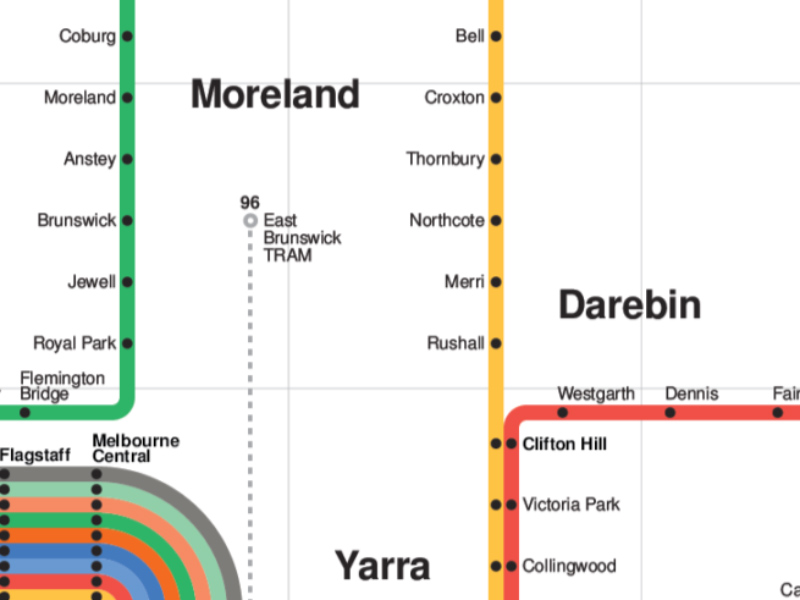 Coburg
Bell
Moreland
Moreland
Croxton
Anstey
Thornbury
96
Brunswick
East
Brunswick
TRAM
Northcote
Jewell
Merri
Darebin
Royal Park
Rushall
Flemington
Bridge
Westgarth
Dennis
Fair
Flagstaff
Melbourne
Central
Clifton Hill
Victoria Park
Yarra
Collingwood
Ca